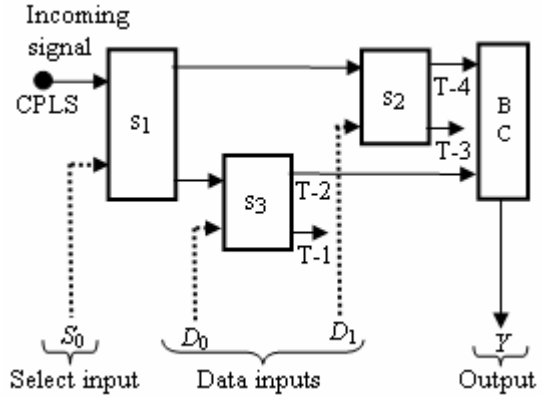 Incoming
signal
CPLS
s1
s2
s3
T-4
T-3
T-2
T-1
B
C
S0
D0
D1
Y
Select input
Data inputs
Output